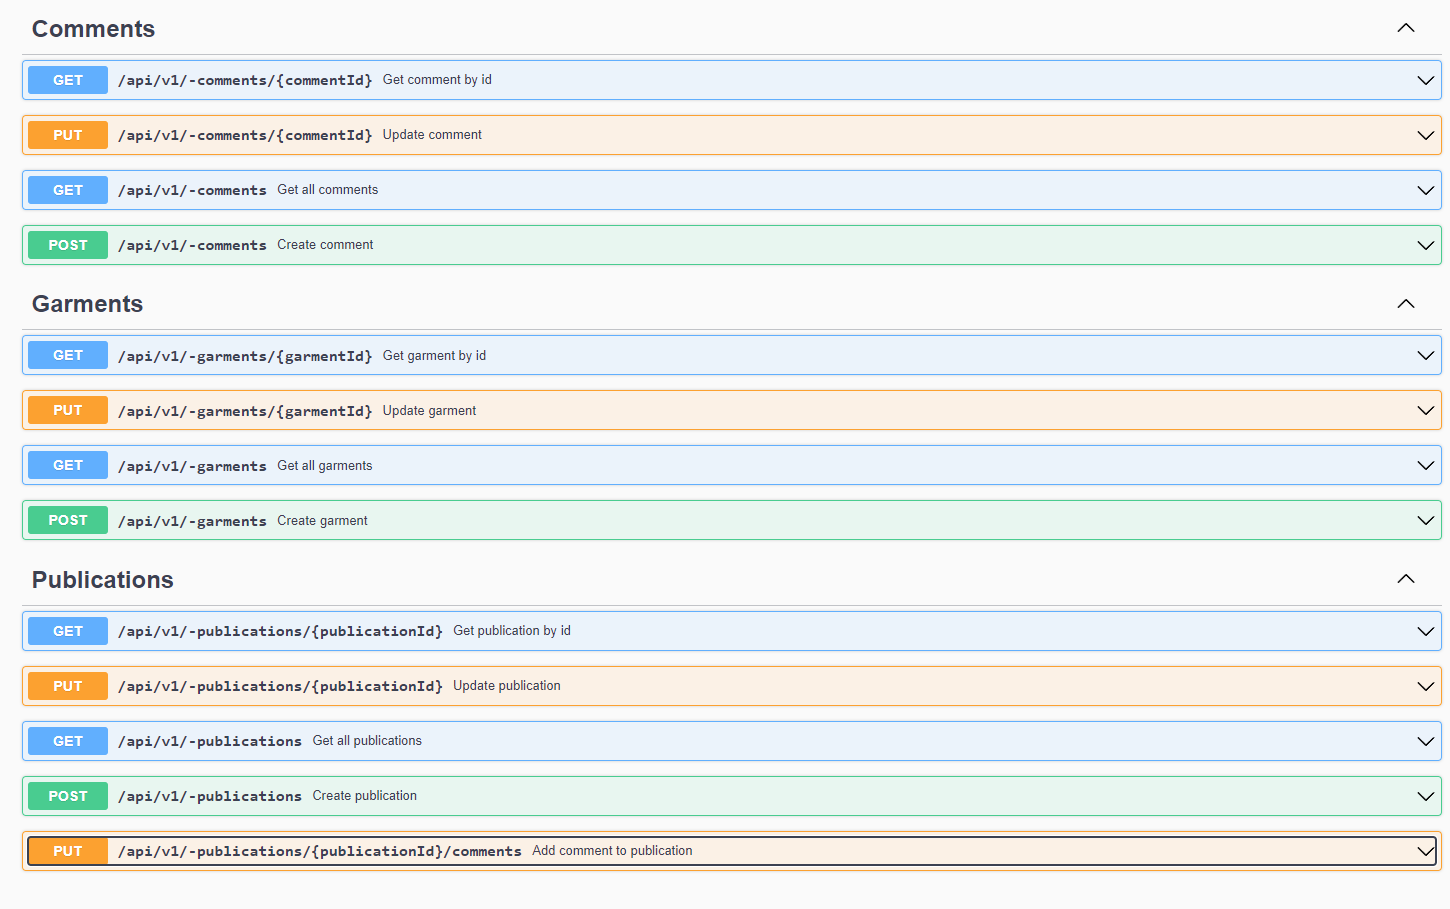 Comments
GET /api/v1/-comments/{commentId} Get comment by id
PUT /api/v1/-comments/{commentId} Update comment
GET /api/v1/-comments Get all comments
POST /api/v1/-comments Create comment
Garments
GET /api/v1/-garments/{garmentId} Get garment by id
PUT /api/v1/-garments/{garmentId} Update garment
GET /api/v1/-garments Get all garments
POST /api/v1/-garments Create garment
Publications
GET /api/v1/-publications/{publicationId} Get publication by id
PUT /api/v1/-publications/{publicationId} Update publication
GET /api/v1/-publications Get all publications
POST /api/v1/-publications Create publication
PUT /api/v1/-publications/{publicationId}/comments Add comment to publication